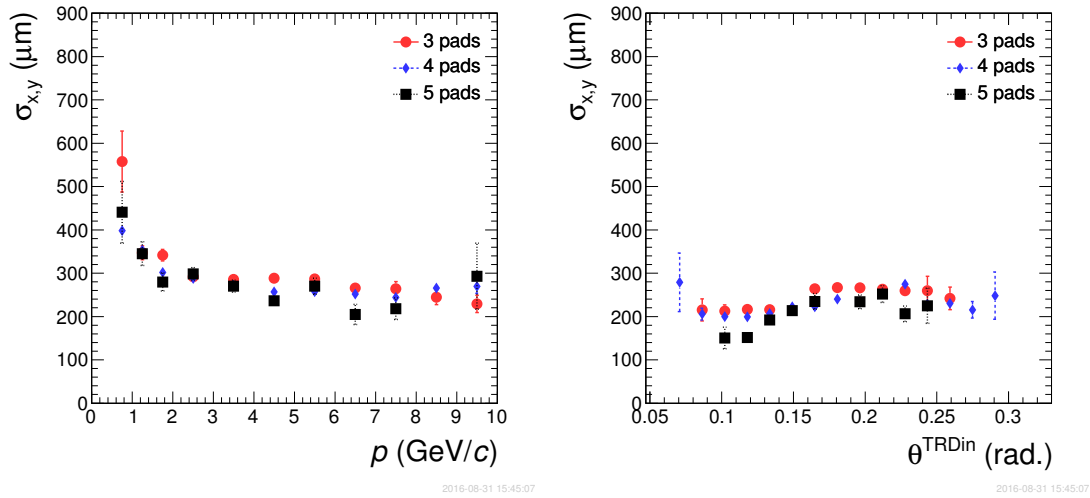 σx,y (μm)
900
800
700
600
500
400
300
200
100
0
3 pads
4 pads
5 pads
0 1 2 3 4 5 6 7 8 9 10
p (GeV/c)
2016-08-31 15:45:07
σx,y (μm)
900
800
700
600
500
400
300
200
100
0
3 pads
4 pads
5 pads
0.05 0.1 0.15 0.2 0.25 0.3
θTRDin (rad.)
2016-08-31 15:45:07